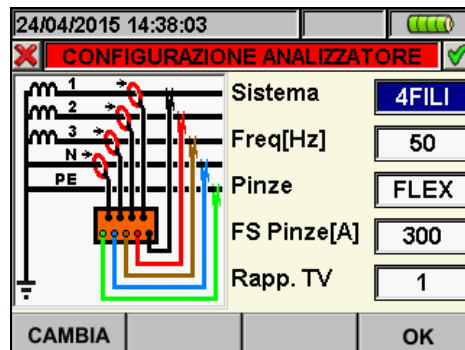 24/04/2015 14:38:03
CONFIGURAZIONE ANALIZZATORE
1
2
3
N
PE
Sistema 4FILI
Freq[Hz] 50
Pinze FLEX
FS Pinze[A] 300
Rapp. TV 1
CAMBIA OK